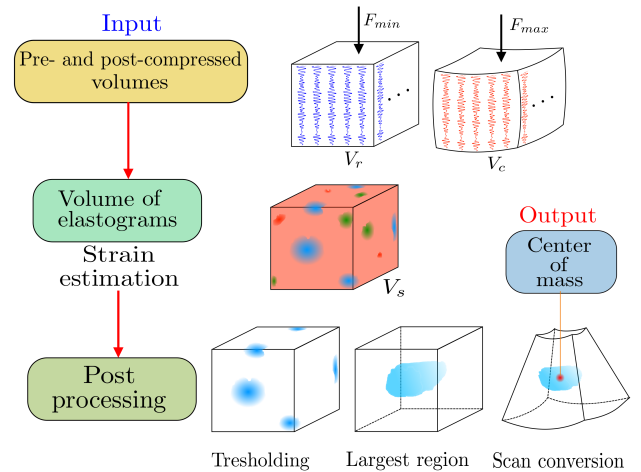 Input
Pre- and post-compressed
volumes
F_min
F_max
V_r
V_c
Volume of
elastograms
Strain
estimation
V_s
Output
Center
of
mass
Post
processing
Tresholding
Largest region
Scan conversion